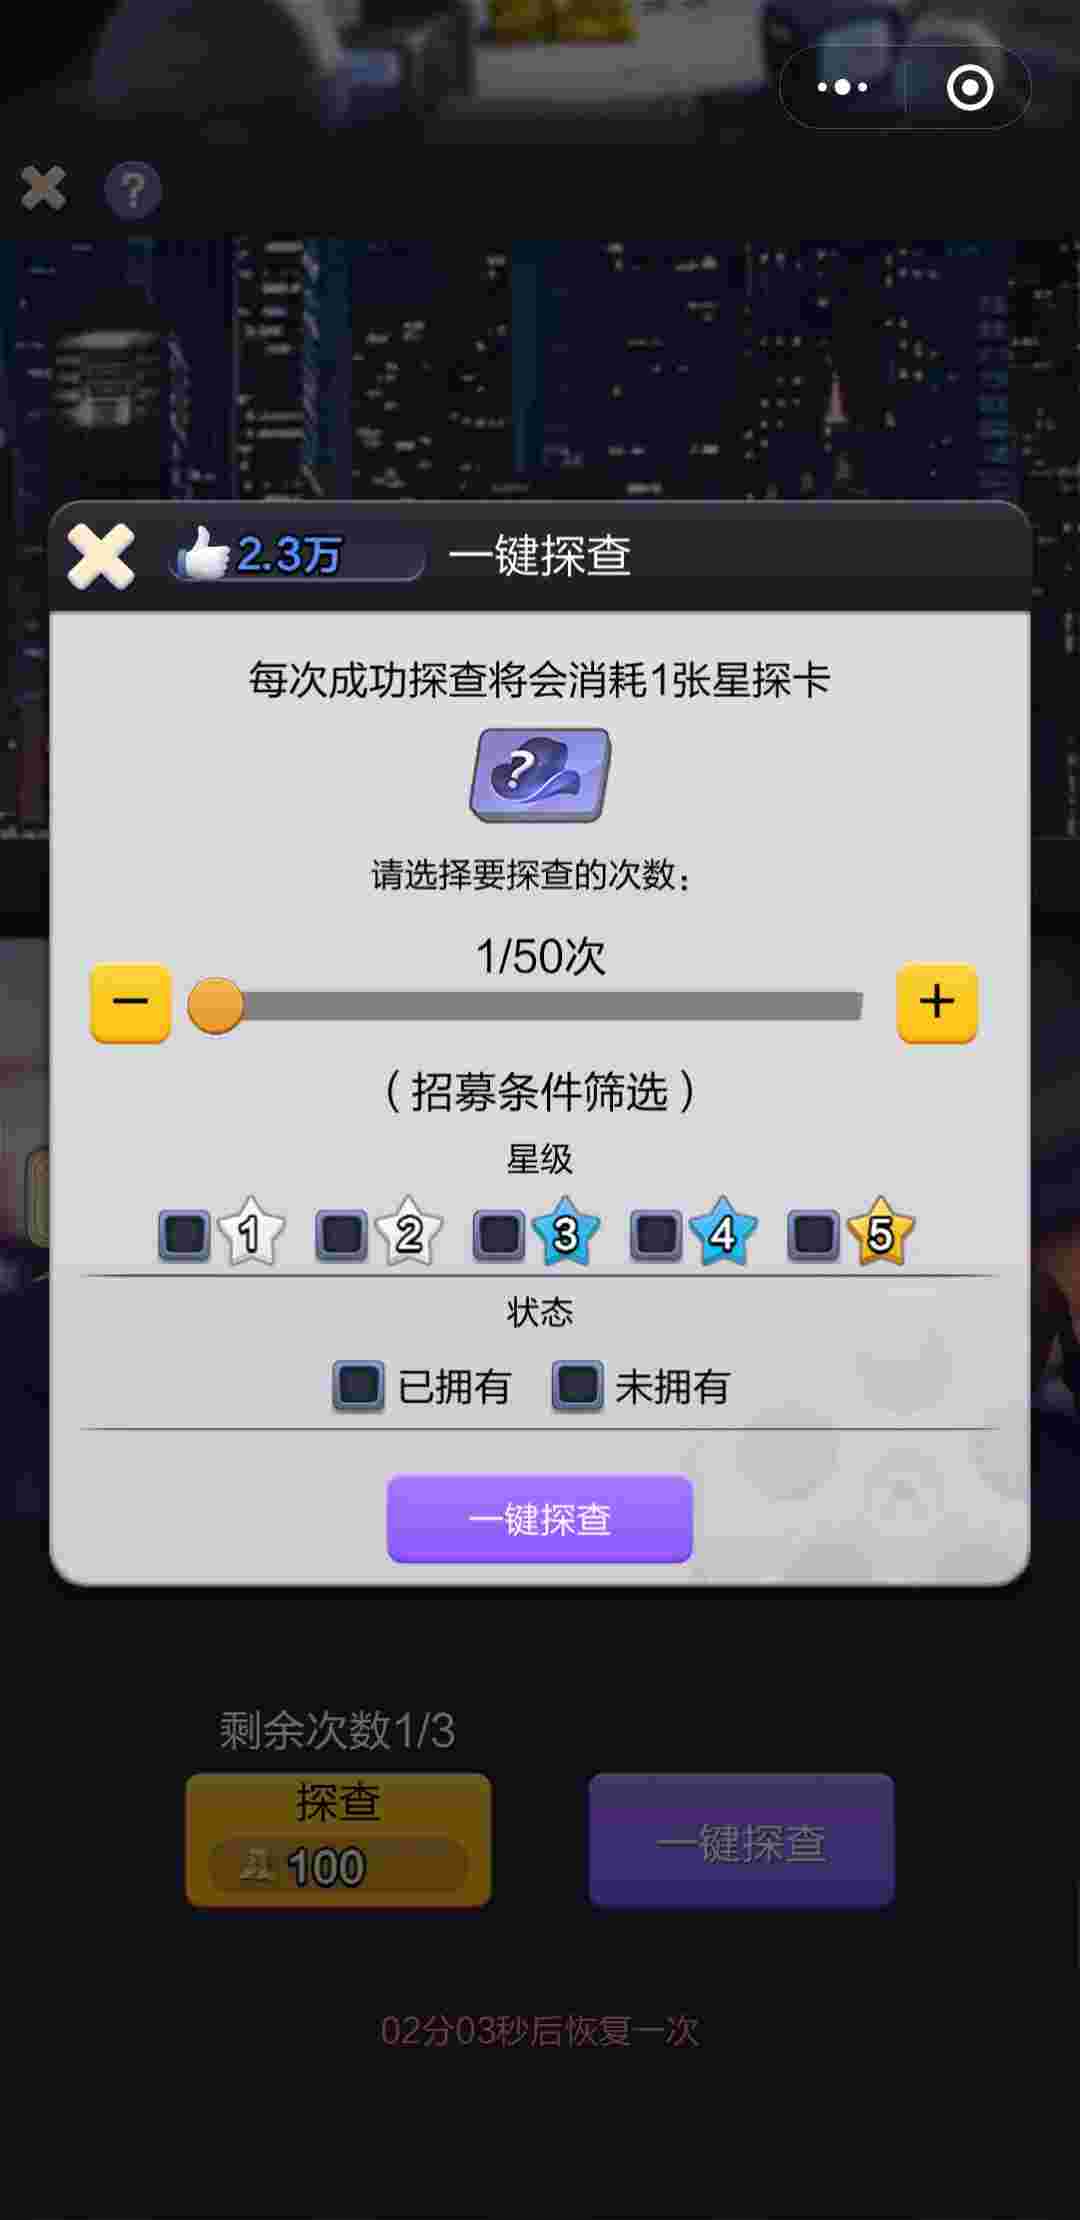 ?
2.3万
一键探查
每次成功探查将会消耗1张星探卡
?
请选择要探查的次数：
1/50次
（招募条件筛选）
星级
1 2 3 4 5
状态
已拥有 未拥有
一键探查
剩余次数1/3
探查
100
一键探查
02分03秒后恢复一次